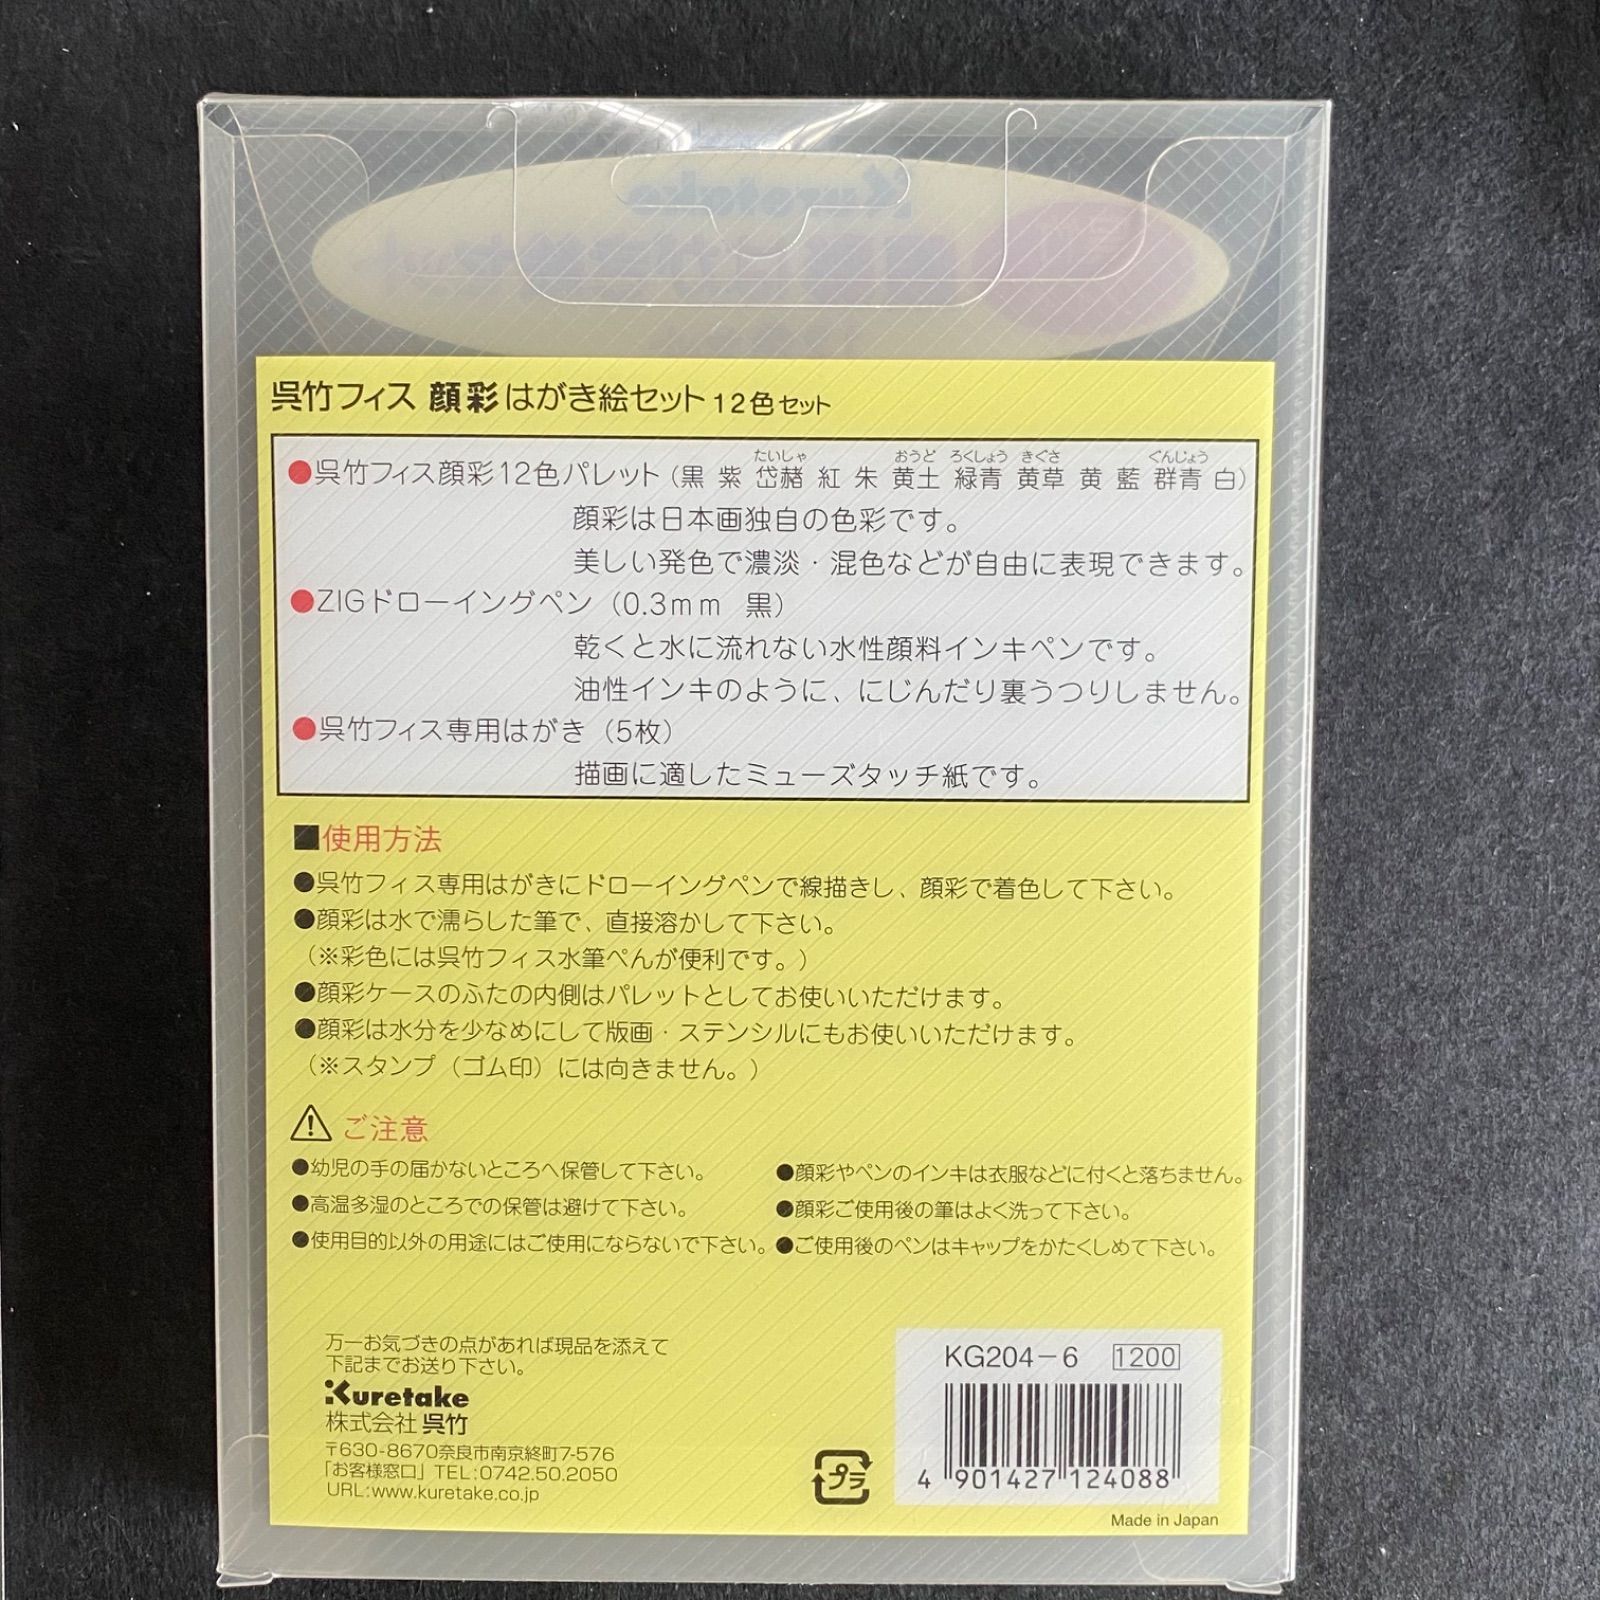 Kuretake
呉竹フィス 顔彩 はがき絵セット 12色セット
●呉竹フィス顔彩12色パレット (黒 紫 岱赭 紅 朱 黄土 緑青 黄草 黄 藍 群青 白)
たいしゃ おうど ろくしょう きぐさ ぐんじょう
顔彩は日本画独自の色彩です。
美しい発色で濃淡・混色などが自由に表現できます。
●ZIGドローイングペン (0.3mm 黒)
乾くと水に流れない水性顔料インキペンです。
油性インキのように、にじんだり裏うつりしません。
●呉竹フィス専用はがき (5枚)
描画に適したミューズタッチ紙です。
■使用方法
●呉竹フィス専用はがきにドローイングペンで線描きし、顔彩で着色して下さい。
●顔彩は水で濡らした筆で、直接溶かして下さい。
(※彩色には呉竹フィス水筆ぺんが便利です。)
●顔彩ケースのふたの内側はパレットとしてお使いいただけます。
●顔彩は水分を少なめにして版画・ステンシルにもお使いいただけます。
(※スタンプ (ゴム印) には向きません。)
ご注意
●幼児の手の届かないところへ保管して下さい。
●高温多湿のところでの保管は避けて下さい。
●使用目的以外の用途にはご使用にならないで下さい。
●顔彩やペンのインキは衣服などに付くと落ちません。
●顔彩ご使用後の筆はよく洗って下さい。
●ご使用後のペンはキャップをかたくしめて下さい。
万一お気づきの点があれば現品を添えて
下記までお送り下さい。
Kuretake
株式会社 呉竹
〒630-8670奈良市南京終町7-576
「お客様窓口」TEL:0742.50.2050
URL:www.kuretake.co.jp
プラ
KG204-6 1200
4 901427 124088
Made in Japan